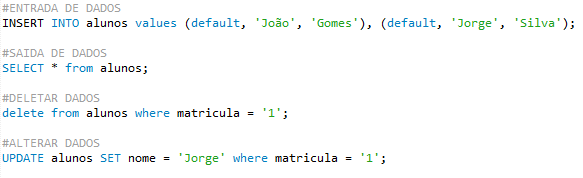 #ENTRADA DE DADOS
INSERT INTO alunos values (default, 'João', 'Gomes'), (default, 'Jorge', 'Silva');
#SAIDA DE DADOS
SELECT * from alunos;
#DELETAR DADOS
delete from alunos where matricula = '1';
#ALTERAR DADOS
UPDATE alunos SET nome = 'Jorge' where matricula = '1';